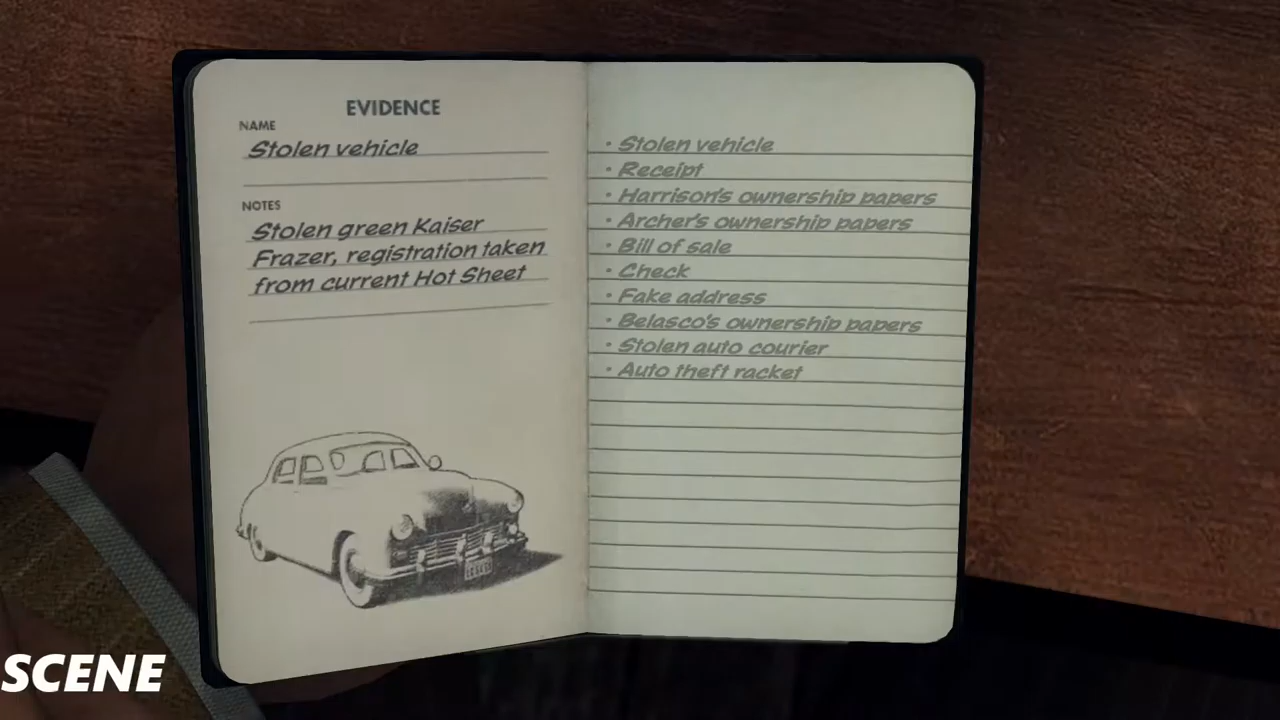 EVIDENCE
NAME
Stolen vehicle
NOTES
Stolen green Kaiser
Frazer, registration taken
from current Hot Sheet
• Stolen vehicle
• Receipt
• Harrison's ownership papers
• Archer's ownership papers
• Bill of sale
• Check
• Fake address
• Belasco's ownership papers
• Stolen auto courier
• Auto theft racket
SCENE